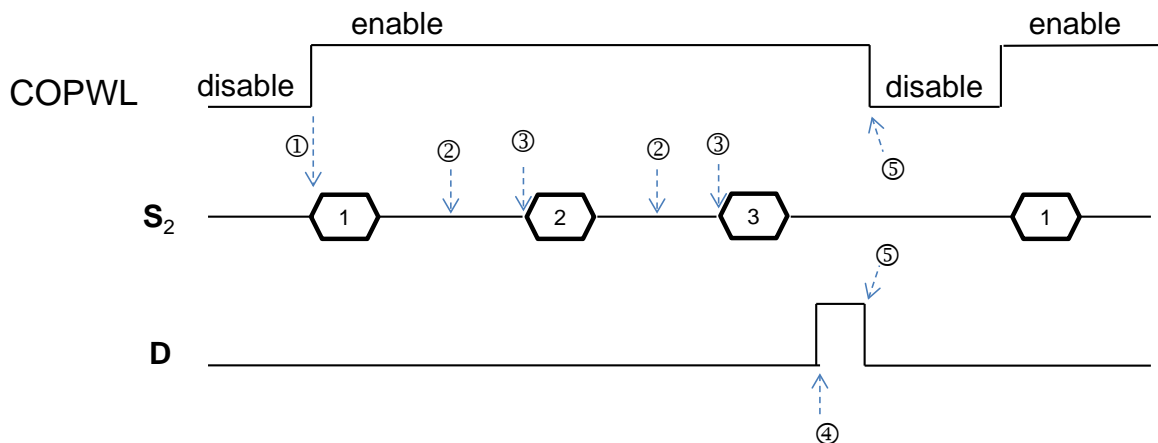 enable
enable
disable
disable
COPWL
①
②
③
②
③
⑤
S₂
1
2
3
1
⑤
D
④